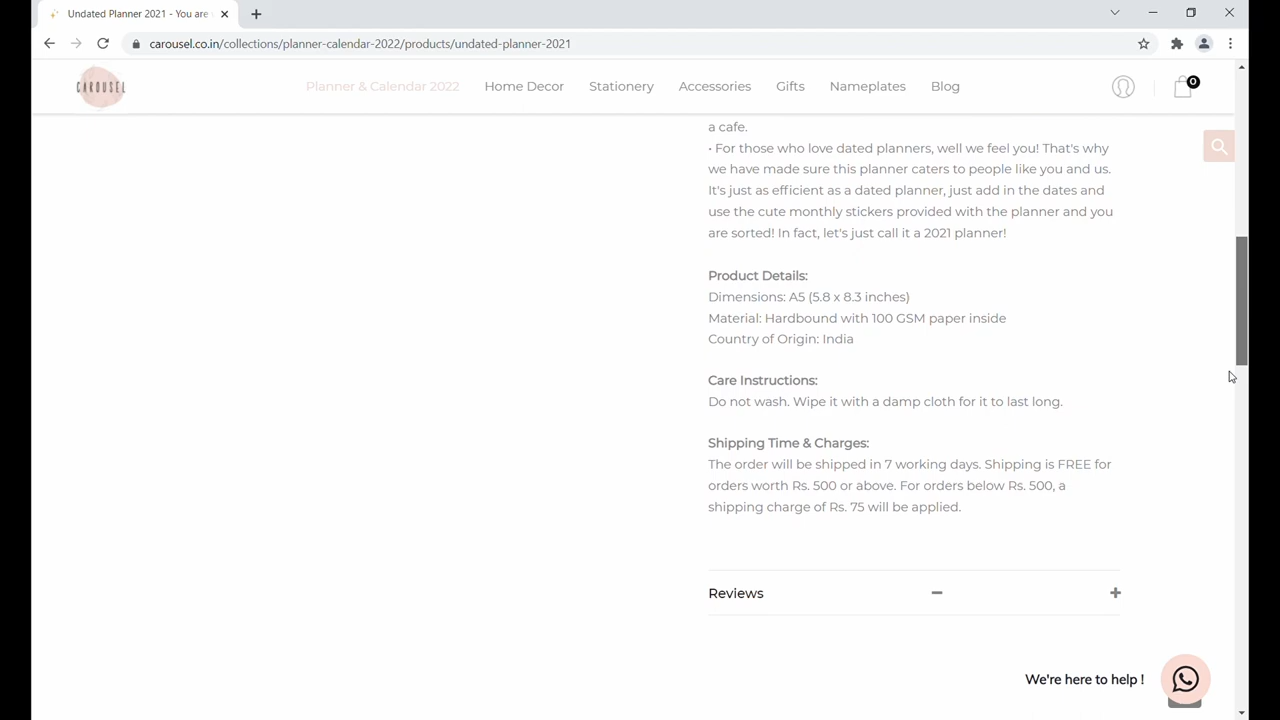 Undated Planner 2021 - You are
carousel.co.in/collections/planner-calendar-2022/products/undated-planner-2021
CAROUSEL
Planner & Calendar 2022 Home Decor Stationery Accessories Gifts Nameplates Blog 0
a cafe.
• For those who love dated planners, well we feel you! That's why
we have made sure this planner caters to people like you and us.
It's just as efficient as a dated planner, just add in the dates and
use the cute monthly stickers provided with the planner and you
are sorted! In fact, let's just call it a 2021 planner!
Product Details:
Dimensions: A5 (5.8 x 8.3 inches)
Material: Hardbound with 100 GSM paper inside
Country of Origin: India
Care Instructions:
Do not wash. Wipe it with a damp cloth for it to last long.
Shipping Time & Charges:
The order will be shipped in 7 working days. Shipping is FREE for
orders worth Rs. 500 or above. For orders below Rs. 500, a
shipping charge of Rs. 75 will be applied.
Reviews
We're here to help !